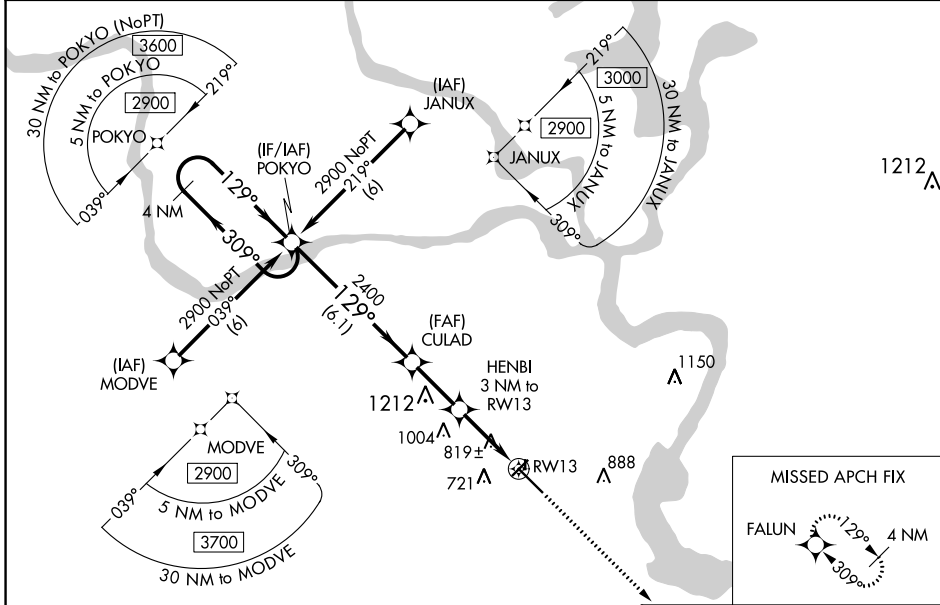 30 NM to POKYO (NoPT)
3600
5 NM to POKYO
2900
219°
POKYO
039°
(IAF)
JANUX
2900 NoPT
219°
(6)
(IF/IAF)
POKYO
129°
4 NM
309°
2900 NoPT
039°
(6)
(IAF)
MODVE
219°
3000
30 NM to JANUX
5 NM to JANUX
2900
JANUX
309°
1212
2400
129°
(6.1)
(FAF)
CULAD
HENBI
3 NM to
RW13
1212
1004
819±
721
RW13
888
1150
MODVE
2900
039°
309°
5 NM to MODVE
3700
30 NM to MODVE
MISSED APCH FIX
FALUN
129°
4 NM
309°